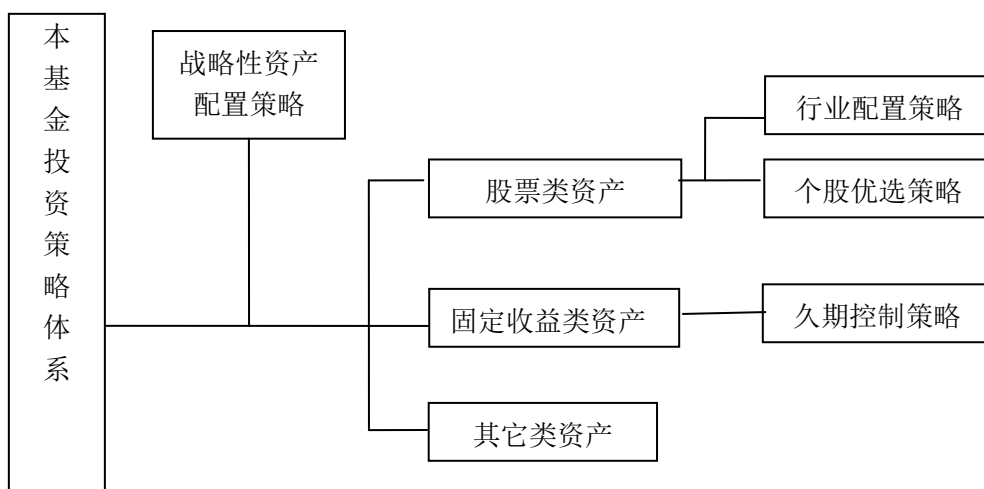 本基金投资策略体系
战略性资产
配置策略
行业配置策略
股票类资产
个股优选策略
固定收益类资产
久期控制策略
其它类资产